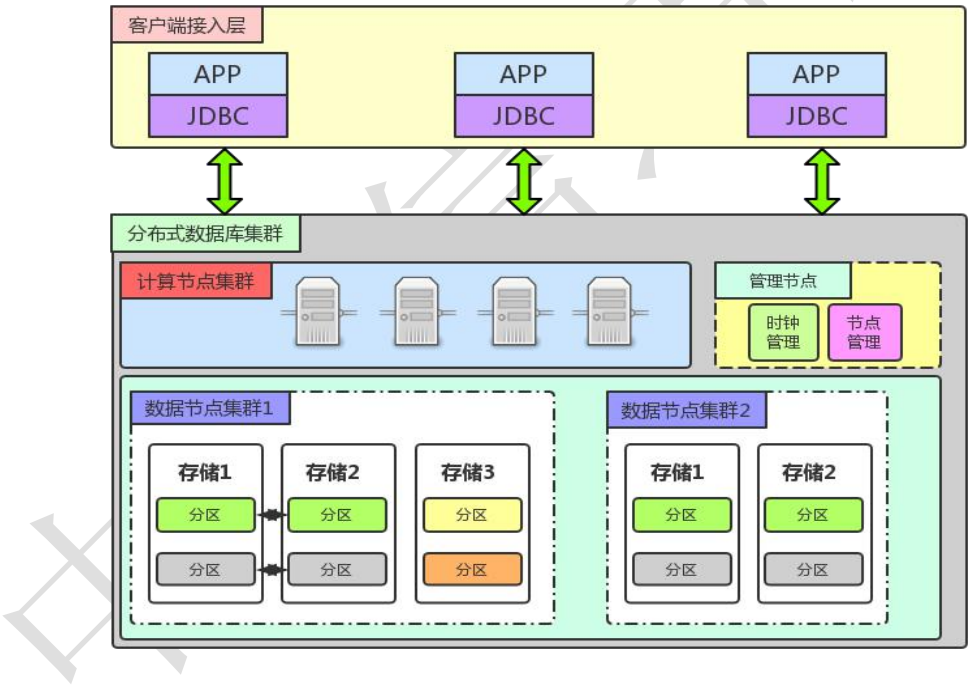 客户端接入层
APP
JDBC
APP
JDBC
APP
JDBC
分布式数据库集群
计算节点集群
管理节点
时钟
管理
节点
管理
数据节点集群1
存储1
分区
分区
存储2
分区
分区
存储3
分区
分区
数据节点集群2
存储1
分区
分区
存储2
分区
分区